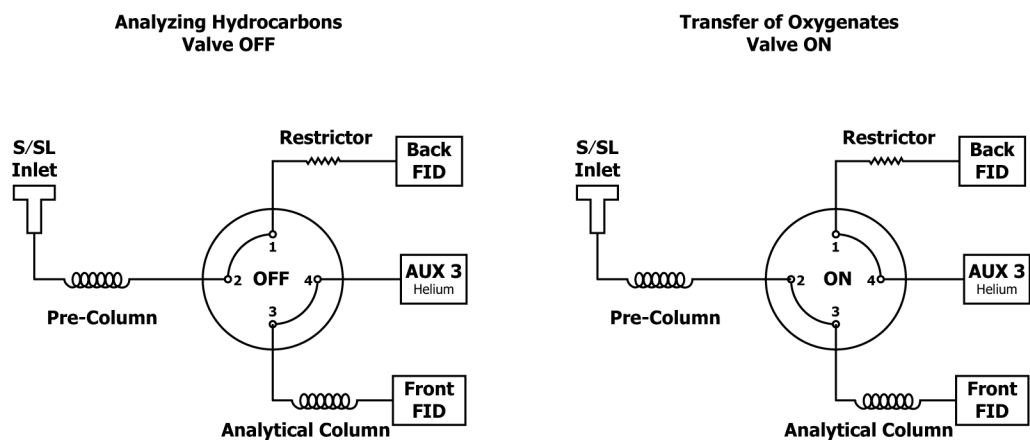 Analyzing Hydrocarbons
Valve OFF
S/SL
Inlet
Restrictor
Back
FID
1
2
OFF
4
3
AUX 3
Helium
Pre-Column
Front
FID
Analytical Column
Transfer of Oxygenates
Valve ON
S/SL
Inlet
Restrictor
Back
FID
1
2
ON
4
3
AUX 3
Helium
Pre-Column
Front
FID
Analytical Column